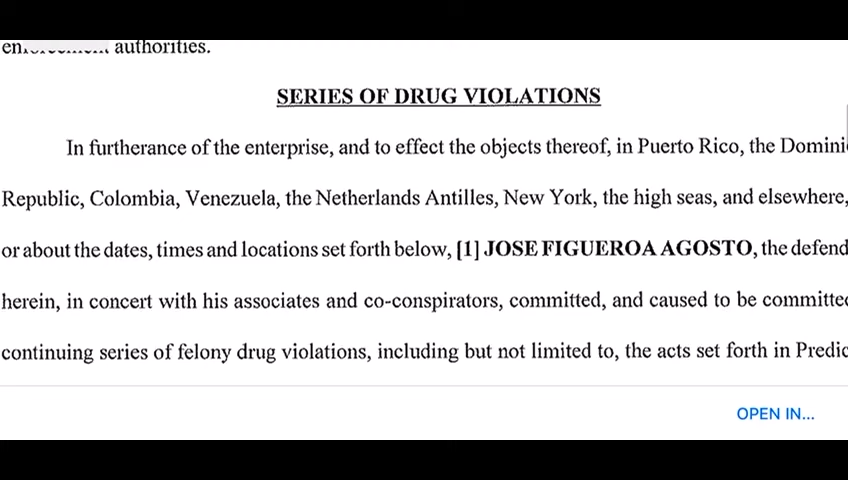 authorities.
SERIES OF DRUG VIOLATIONS
In furtherance of the enterprise, and to effect the objects thereof, in Puerto Rico, the Domini
Republic, Colombia, Venezuela, the Netherlands Antilles, New York, the high seas, and elsewhere,
or about the dates, times and locations set forth below, [1] JOSE FIGUEROA AGOSTO, the defend
herein, in concert with his associates and co-conspirators, committed, and caused to be committed
continuing series of felony drug violations, including but not limited to, the acts set forth in Predic
OPEN IN...